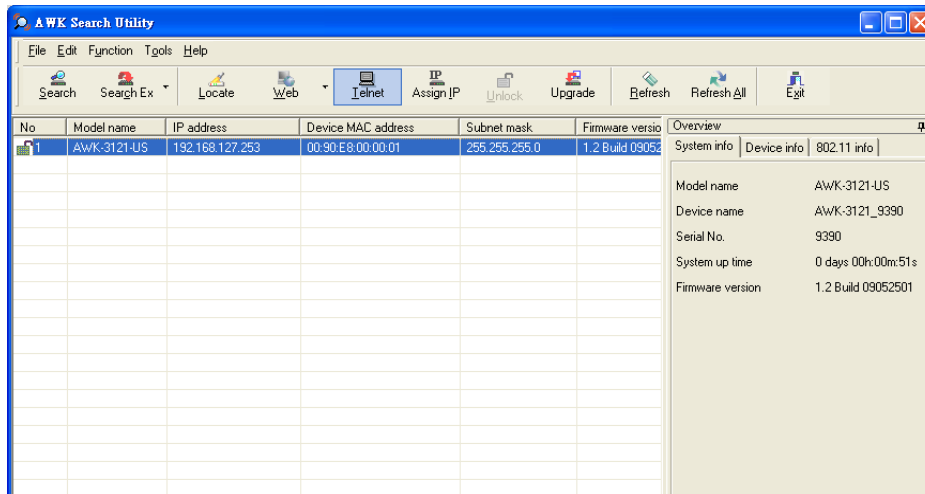 AWK Search Utility
File Edit Function Tools Help
Search Search Ex Locate Web Telnet Assign IP Unlock Upgrade Refresh Refresh All Exit
No Model name IP address Device MAC address Subnet mask Firmware versio
1 AWK-3121-US 192.168.127.253 00:90:E8:00:00:01 255.255.255.0 1.2 Build 09052
Overview
System info Device info 802.11 info
Model name AWK-3121-US
Device name AWK-3121_9390
Serial No. 9390
System up time 0 days 00h:00m:51s
Firmware version 1.2 Build 09052501